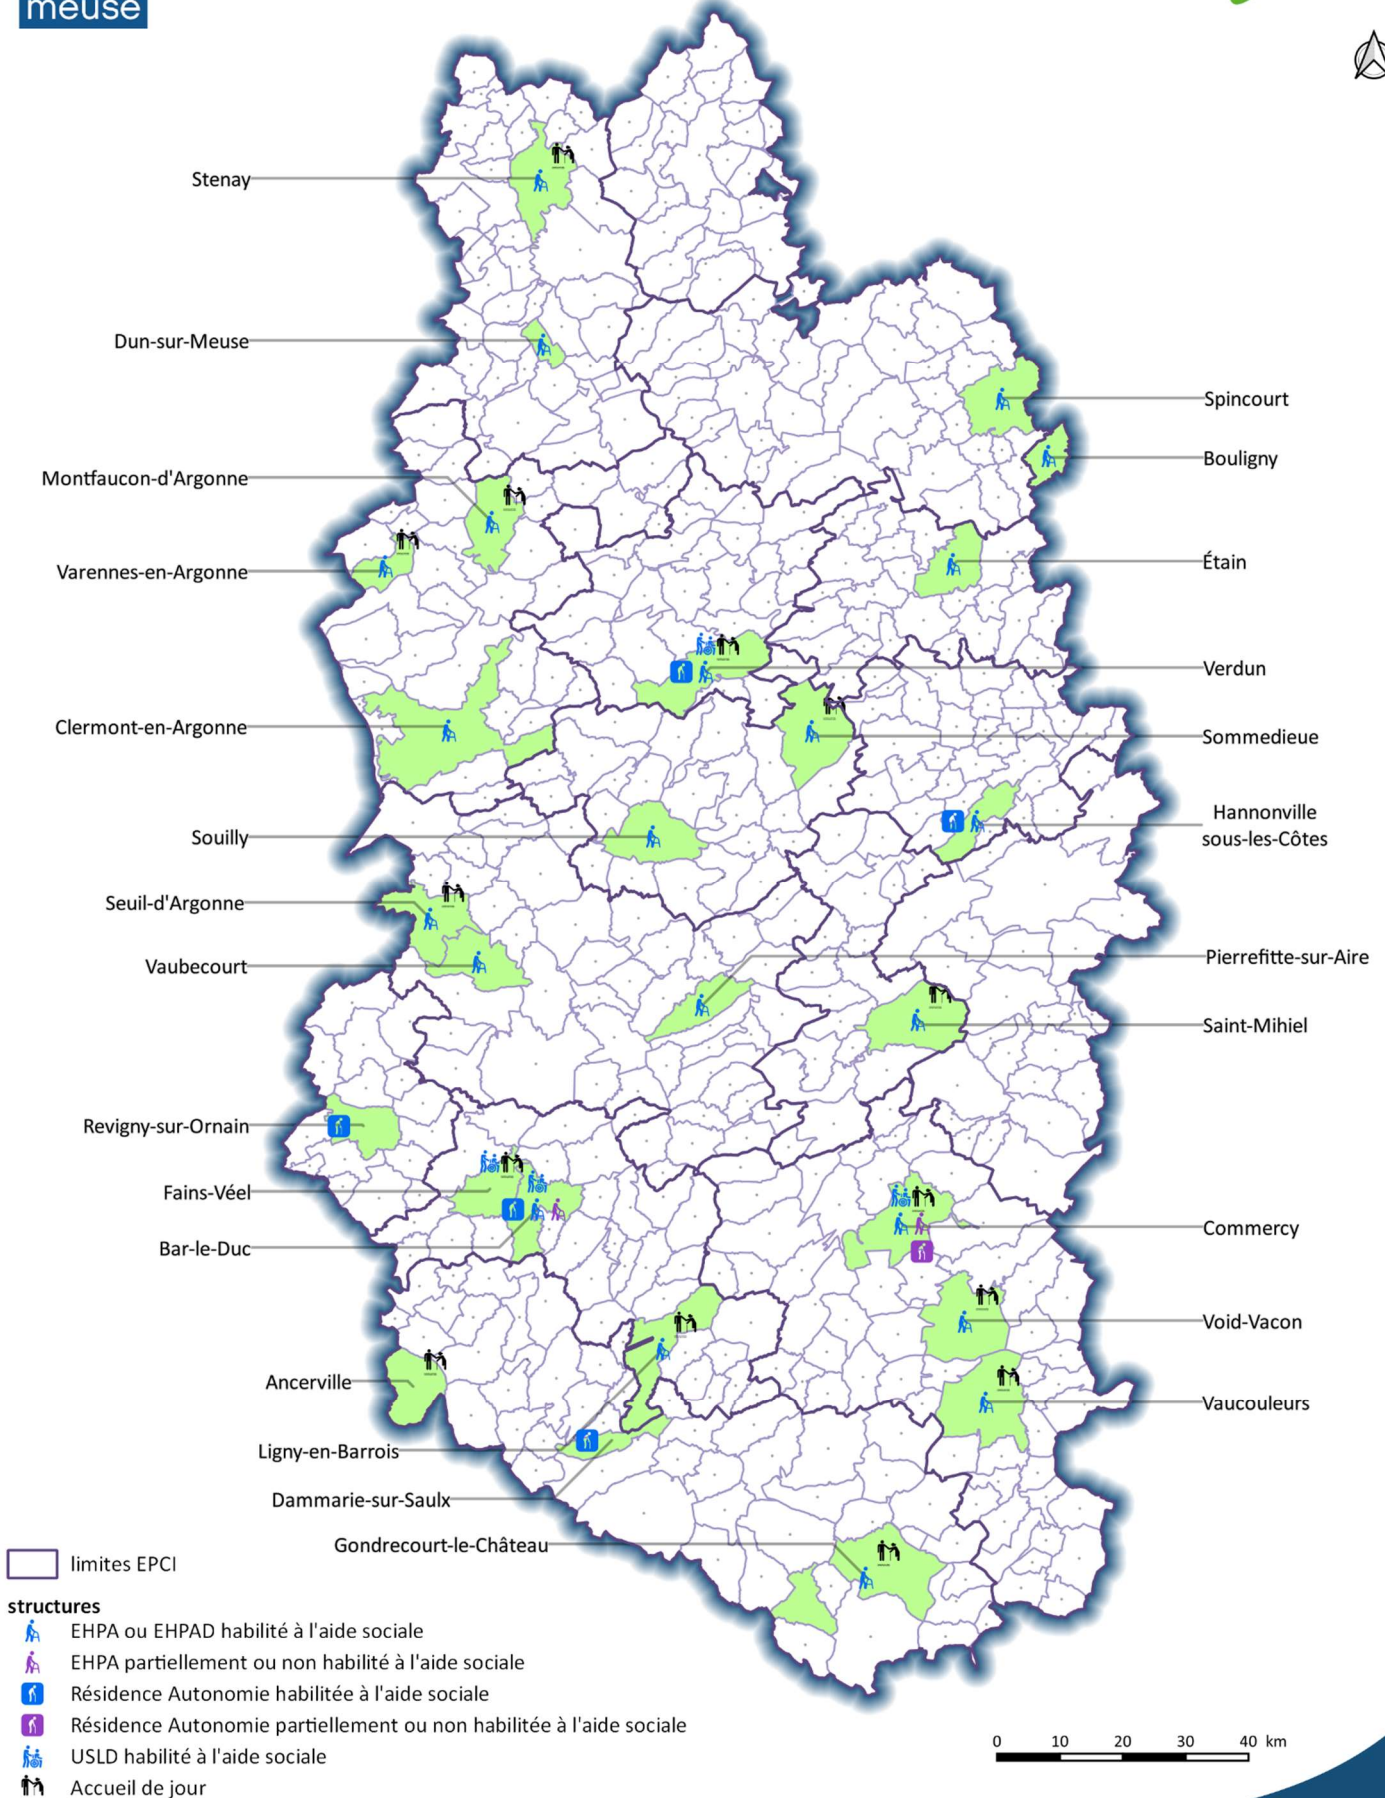 meuse
Stenay
Dun-sur-Meuse
Spincourt
Bouligny
Montfaucon-d'Argonne
Étain
Varennes-en-Argonne
Verdun
Clermont-en-Argonne
Sommedieue
Hannonville
sous-les-Côtes
Souilly
Seuil-d'Argonne
Pierrefitte-sur-Aire
Vaubecourt
Saint-Mihiel
Revigny-sur-Ornain
Fains-Véel
Commercy
Bar-le-Duc
Void-Vacon
Ancerville
Vaucouleurs
Ligny-en-Barrois
Dammarie-sur-Saulx
Gondrecourt-le-Château
limites EPCI
structures
EHPA ou EHPAD habilité à l'aide sociale
EHPA partiellement ou non habilité à l'aide sociale
Résidence Autonomie habilitée à l'aide sociale
Résidence Autonomie partiellement ou non habilitée à l'aide sociale
USLD habilité à l'aide sociale
Accueil de jour
0 10 20 30 40 km